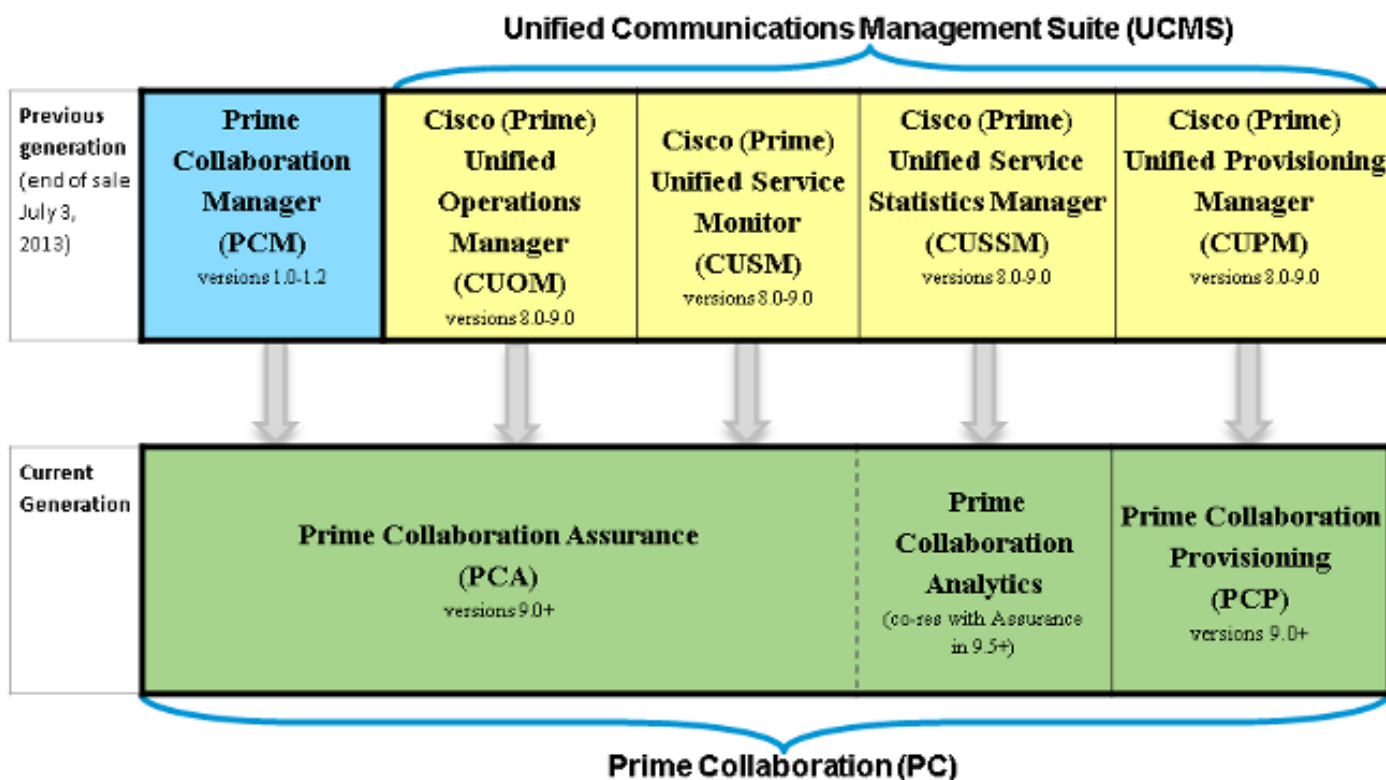 Unified Communications Management Suite (UCMS)
Previous
generation
(end of sale
July 3,
2013)
Prime
Collaboration
Manager
(PCM)
versions 1.0-1.2
Cisco (Prime)
Unified
Operations
Manager
(CUOM)
versions 8.0-9.0
Cisco (Prime)
Unified Service
Monitor
(CUSM)
versions 8.0-9.0
Cisco (Prime)
Unified Service
Statistics Manager
(CUSSM)
versions 8.0-9.0
Cisco (Prime)
Unified Provisioning
Manager
(CUPM)
versions 8.0-9.0
Current
Generation
Prime Collaboration Assurance
(PCA)
versions 9.0+
Prime
Collaboration
Analytics
(co-res with Assurance
in 9.5+)
Prime Collaboration
Provisioning
(PCP)
versions 9.0+
Prime Collaboration (PC)